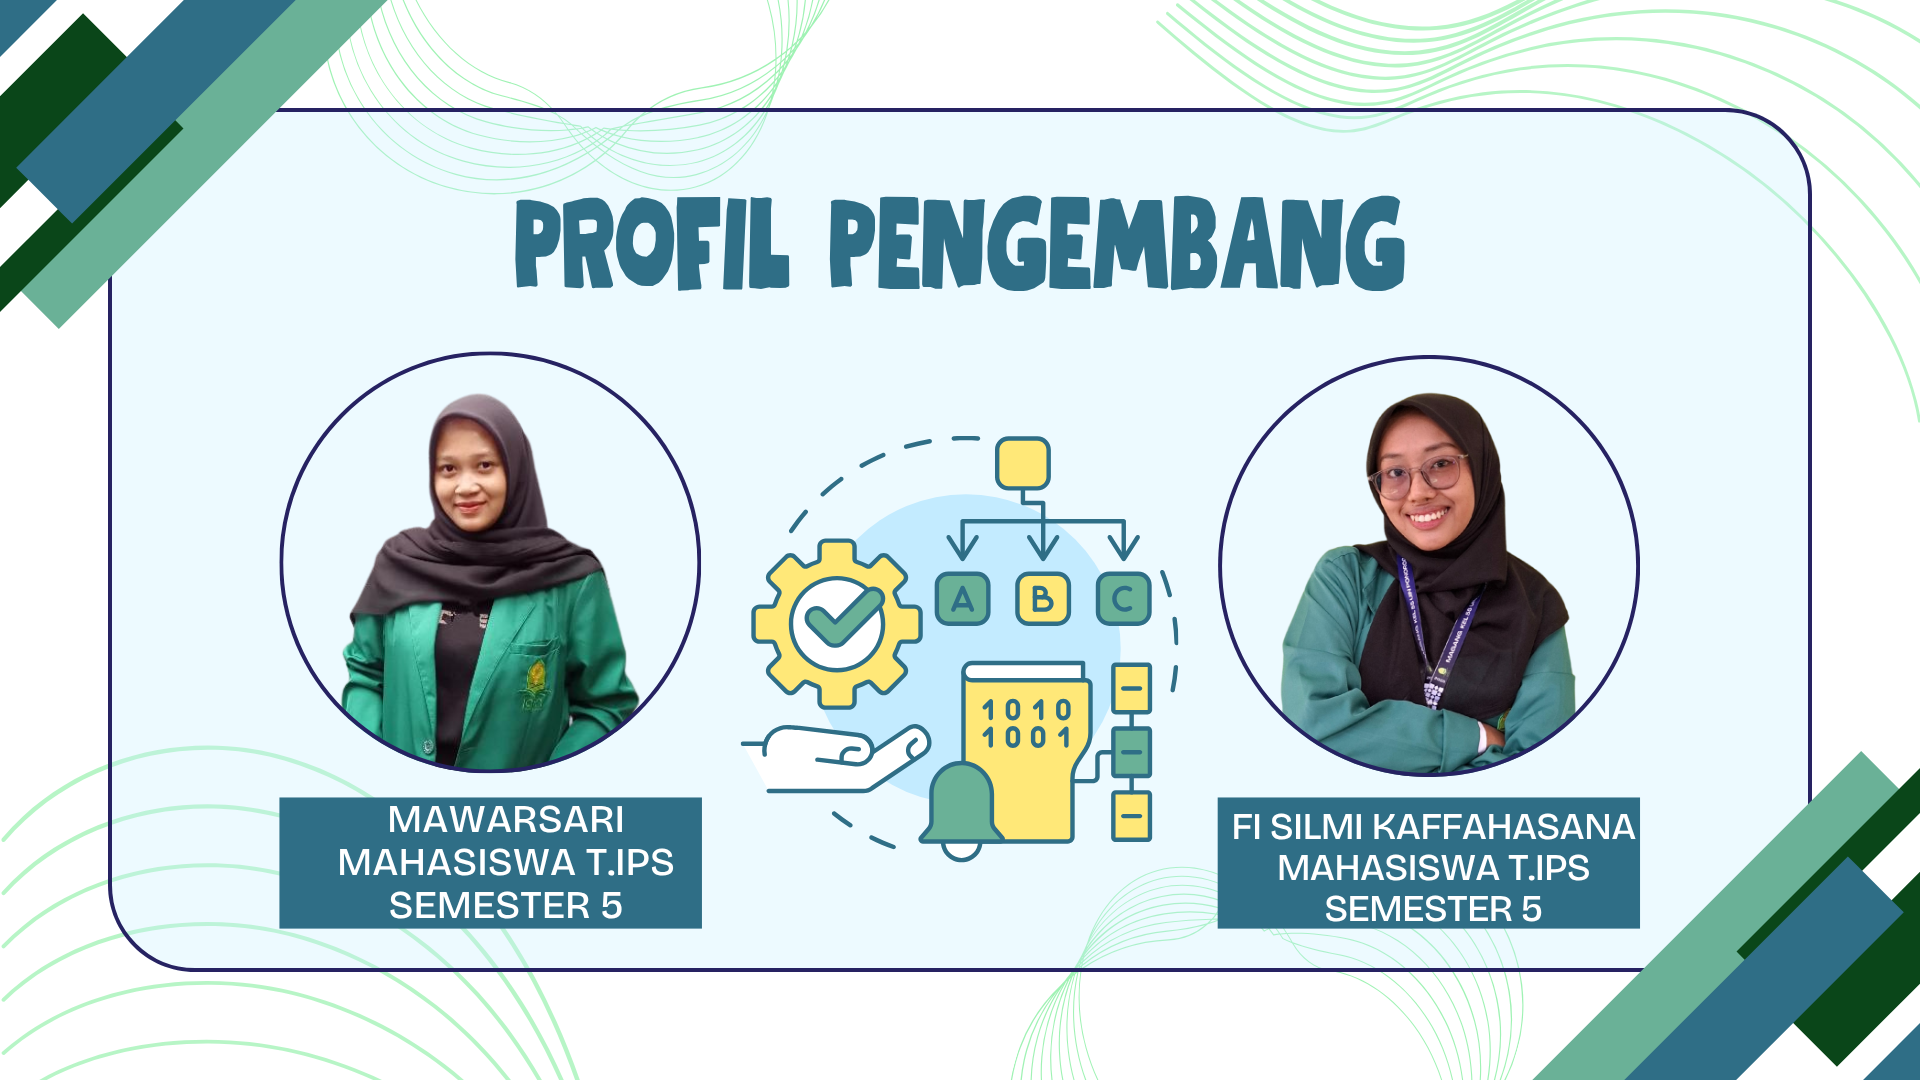 PROFIL PENGEMBANG
A B C
1010
1001
MAWARSARI
MAHASISWA T.IPS
SEMESTER 5
FI SILMI KAFFAHASANA
MAHASISWA T.IPS
SEMESTER 5